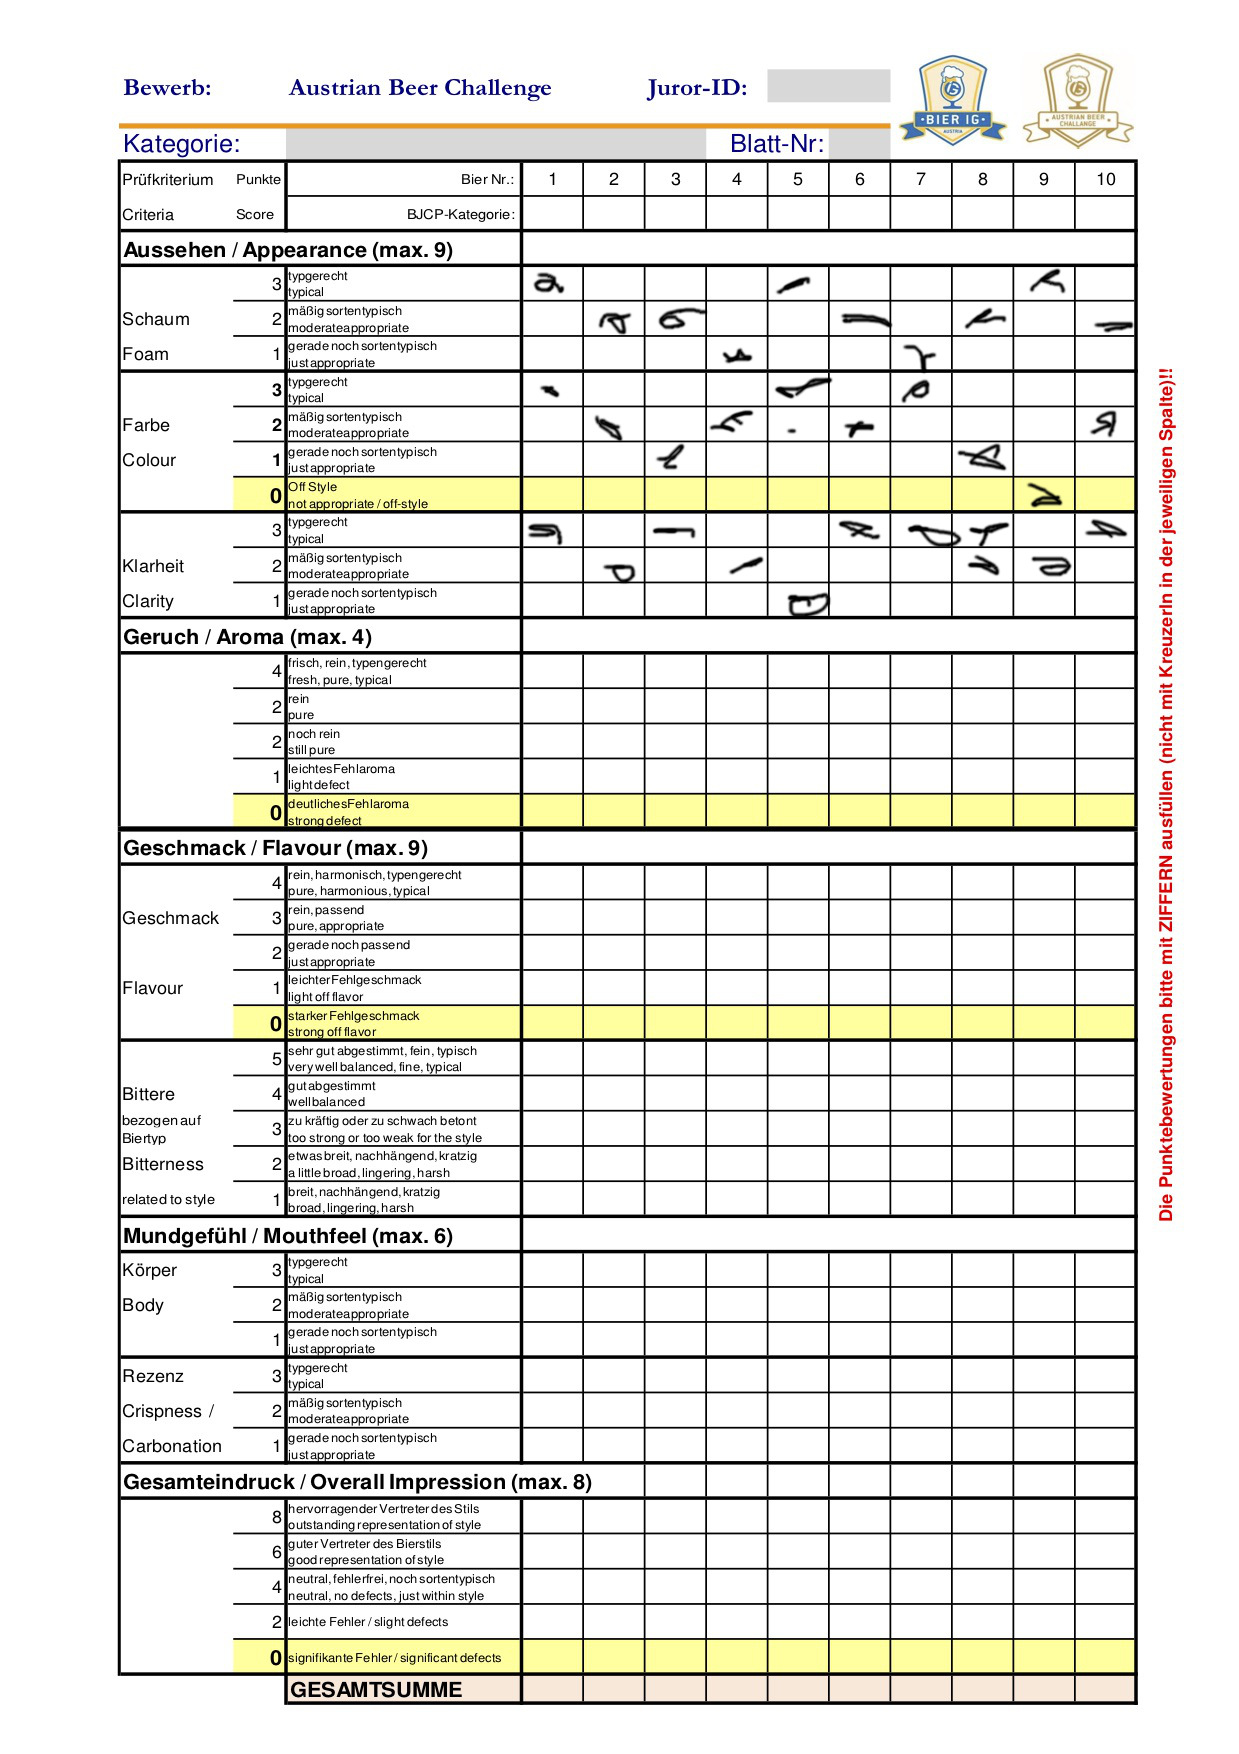 Bewerb: Austrian Beer Challenge Juror-ID:
BIER IG
AUSTRIA
AUSTRIAN BEER
CHALLANGE
Kategorie: Blatt-Nr:
Prüfkriterium Punkte Bier Nr.: 1 2 3 4 5 6 7 8 9 10
Criteria Score BJCP-Kategorie:
Aussehen / Appearance (max. 9)
3 typgerecht
typical
Schaum 2 mäßig sortentypisch
moderate appropriate
Foam 1 gerade noch sortentypisch
just appropriate
3 typgerecht
typical
Farbe 2 mäßig sortentypisch
moderate appropriate
Colour 1 gerade noch sortentypisch
just appropriate
0 Off Style
not appropriate / off-style
3 typgerecht
typical
Klarheit 2 mäßig sortentypisch
moderate appropriate
Clarity 1 gerade noch sortentypisch
just appropriate
Geruch / Aroma (max. 4)
4 frisch, rein, typengerecht
fresh, pure, typical
2 rein
pure
2 noch rein
still pure
1 leichtes Fehlaroma
light defect
0 deutliches Fehlaroma
strong defect
Geschmack / Flavour (max. 9)
4 rein, harmonisch, typengerecht
pure, harmonious, typical
Geschmack 3 rein, passend
pure, appropriate
2 gerade noch passend
just appropriate
Flavour 1 leichter Fehlgeschmack
light off flavor
0 starker Fehlgeschmack
strong off flavor
5 sehr gut abgestimmt, fein, typisch
very well balanced, fine, typical
Bittere 4 gut abgestimmt
well balanced
bezogen auf
Biertyp 3 zu kräftig oder zu schwach betont
too strong or too weak for the style
Bitterness 2 etwas breit, nachhängend, kratzig
a little broad, lingering, harsh
related to style 1 breit, nachhängend, kratzig
broad, lingering, harsh
Mundgefühl / Mouthfeel (max. 6)
Körper 3 typgerecht
typical
Body 2 mäßig sortentypisch
moderate appropriate
1 gerade noch sortentypisch
just appropriate
Rezenz 3 typgerecht
typical
Crispness / 2 mäßig sortentypisch
moderate appropriate
Carbonation 1 gerade noch sortentypisch
just appropriate
Gesamteindruck / Overall Impression (max. 8)
8 hervorragender Vertreter des Stils
outstanding representation of style
6 guter Vertreter des Bierstils
good representation of style
4 neutral, fehlerfrei, noch sortentypisch
neutral, no defects, just within style
2 leichte Fehler / slight defects
0 signifikante Fehler / significant defects
GESAMTSUMME
Die Punktebewertungen bitte mit ZIFFERN ausfüllen (nicht mit Kreuzerln in der jeweiligen Spalte)!!